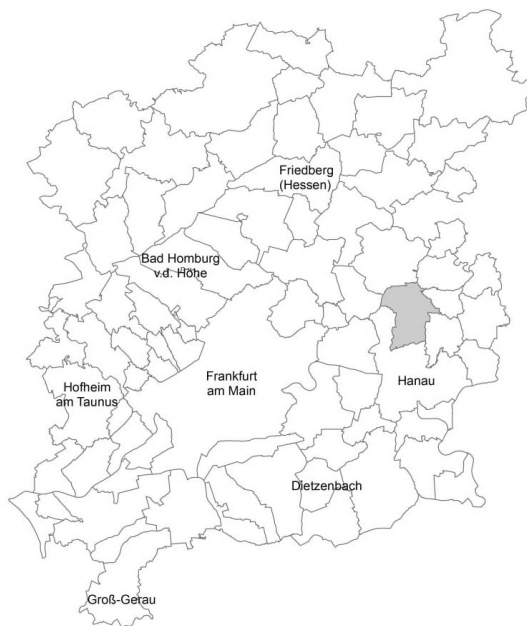 Friedberg
(Hessen)
Bad Homburg
v.d. Höhe
Hofheim
am Taunus
Frankfurt
am Main
Hanau
Dietzenbach
Groß-Gerau